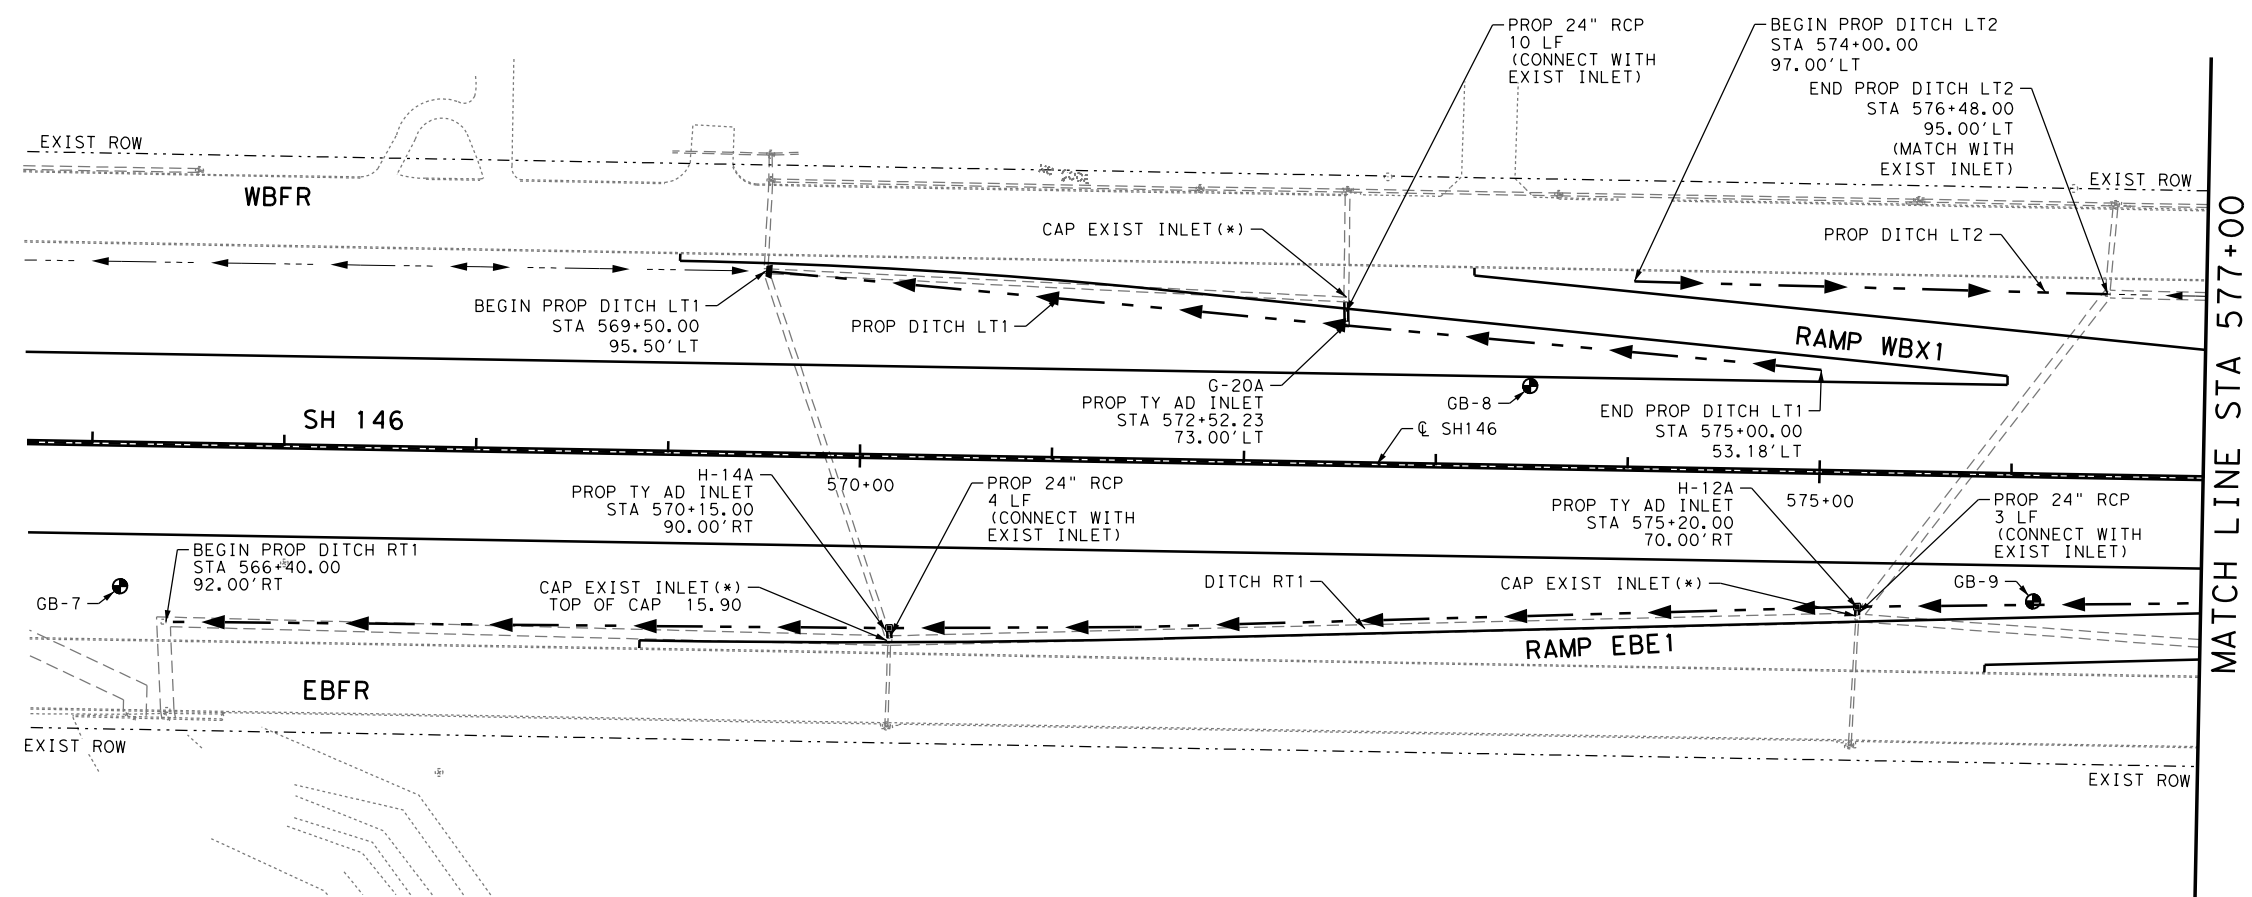 PROP 24" RCP
10 LF
(CONNECT WITH
EXIST INLET)
BEGIN PROP DITCH LT2
STA 574+00.00
97.00'LT
END PROP DITCH LT2
STA 576+48.00
95.00'LT
(MATCH WITH
EXIST INLET)
EXIST ROW
EXIST ROW
WBFR
CAP EXIST INLET(*)
PROP DITCH LT2
BEGIN PROP DITCH LT1
STA 569+50.00
95.50'LT
PROP DITCH LT1
RAMP WBX1
G-20A
PROP TY AD INLET
STA 572+52.23
73.00'LT
GB-8
℄ SH146
END PROP DITCH LT1
STA 575+00.00
53.18'LT
SH 146
MATCH LINE STA 577+00
H-14A
PROP TY AD INLET
STA 570+15.00
90.00'RT
570+00
PROP 24" RCP
4 LF
(CONNECT WITH
EXIST INLET)
H-12A
PROP TY AD INLET
STA 575+20.00
70.00'RT
575+00
PROP 24" RCP
3 LF
(CONNECT WITH
EXIST INLET)
BEGIN PROP DITCH RT1
STA 566+40.00
92.00'RT
GB-7
CAP EXIST INLET(*)
TOP OF CAP 15.90
DITCH RT1
CAP EXIST INLET(*)
GB-9
RAMP EBE1
EBFR
EXIST ROW
EXIST ROW